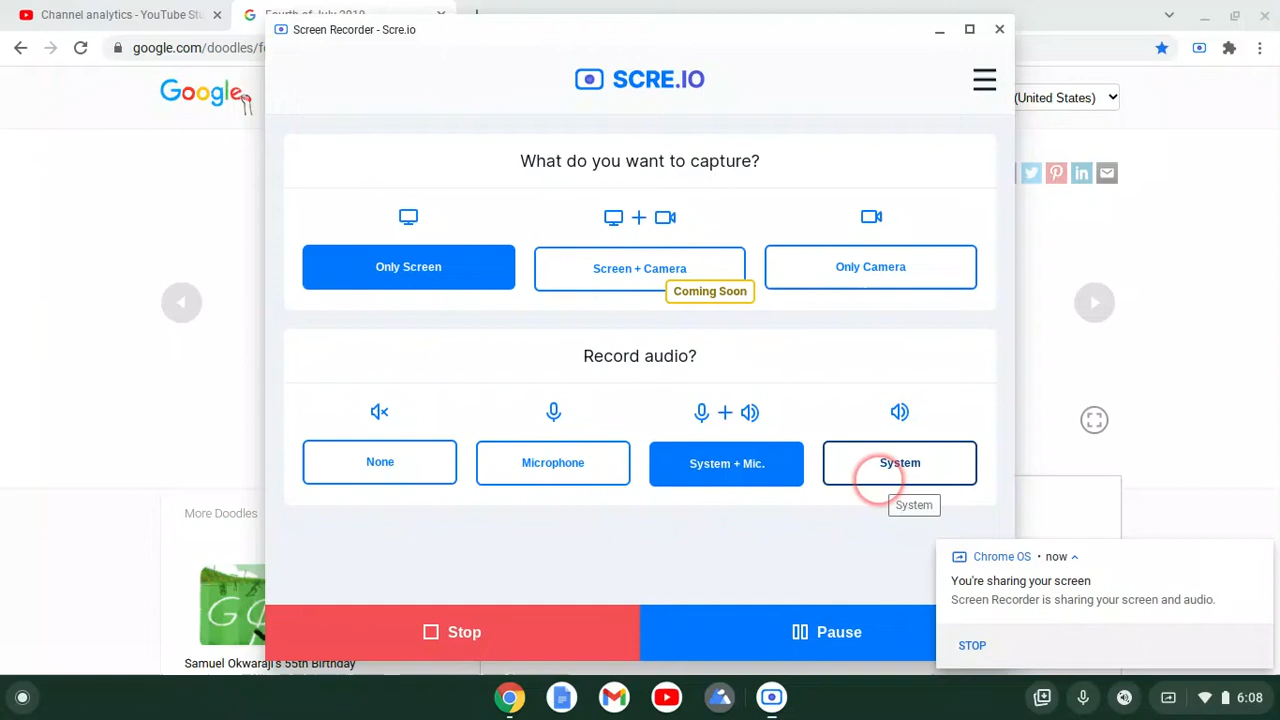 Channel analytics - YouTube Stu
Fourth of July 2019
Screen Recorder - Scre.io
google.com/doodles/fo
Google
SCRE.IO
(United States)
What do you want to capture?
Only Screen
Screen + Camera
Only Camera
Coming Soon
Record audio?
None
Microphone
System + Mic.
System
System
More Doodles
Chrome OS • now
You're sharing your screen
Screen Recorder is sharing your screen and audio.
STOP
Stop
Pause
Samuel Okwaraji's 55th Birthday
6:08